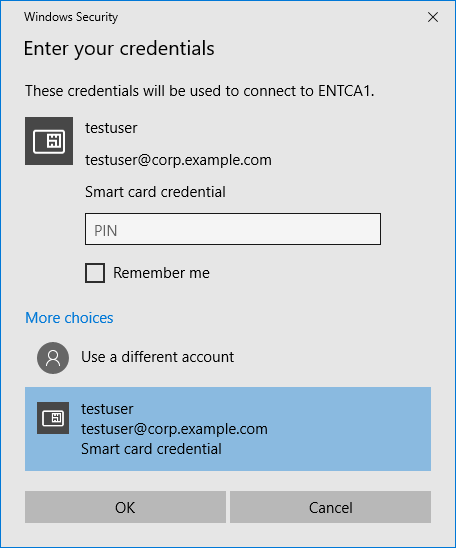 Windows Security
Enter your credentials
These credentials will be used to connect to ENTCA1.
testuser
testuser@corp.example.com
Smart card credential
PIN
Remember me
More choices
Use a different account
testuser
testuser@corp.example.com
Smart card credential
OK
Cancel